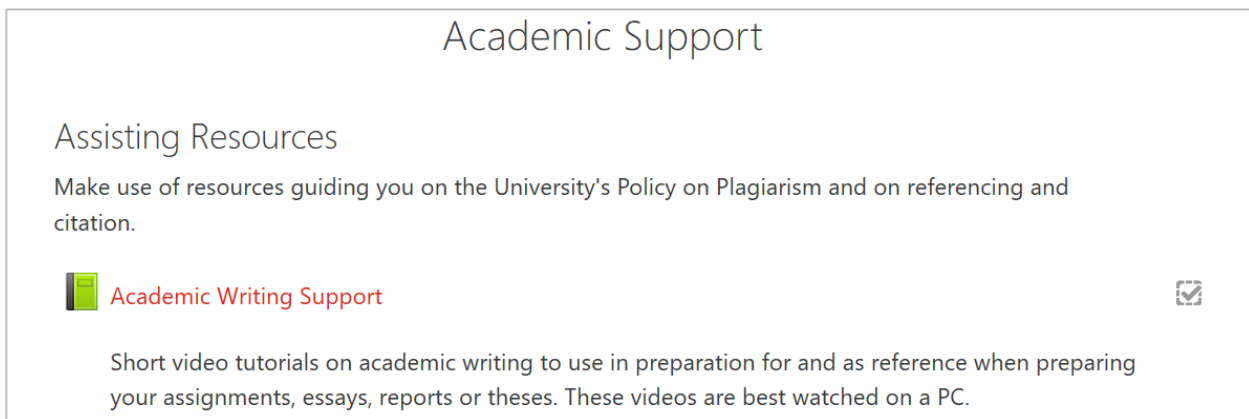 Academic Support
Assisting Resources
Make use of resources guiding you on the University's Policy on Plagiarism and on referencing and
citation.
Academic Writing Support
Short video tutorials on academic writing to use in preparation for and as reference when preparing
your assignments, essays, reports or theses. These videos are best watched on a PC.